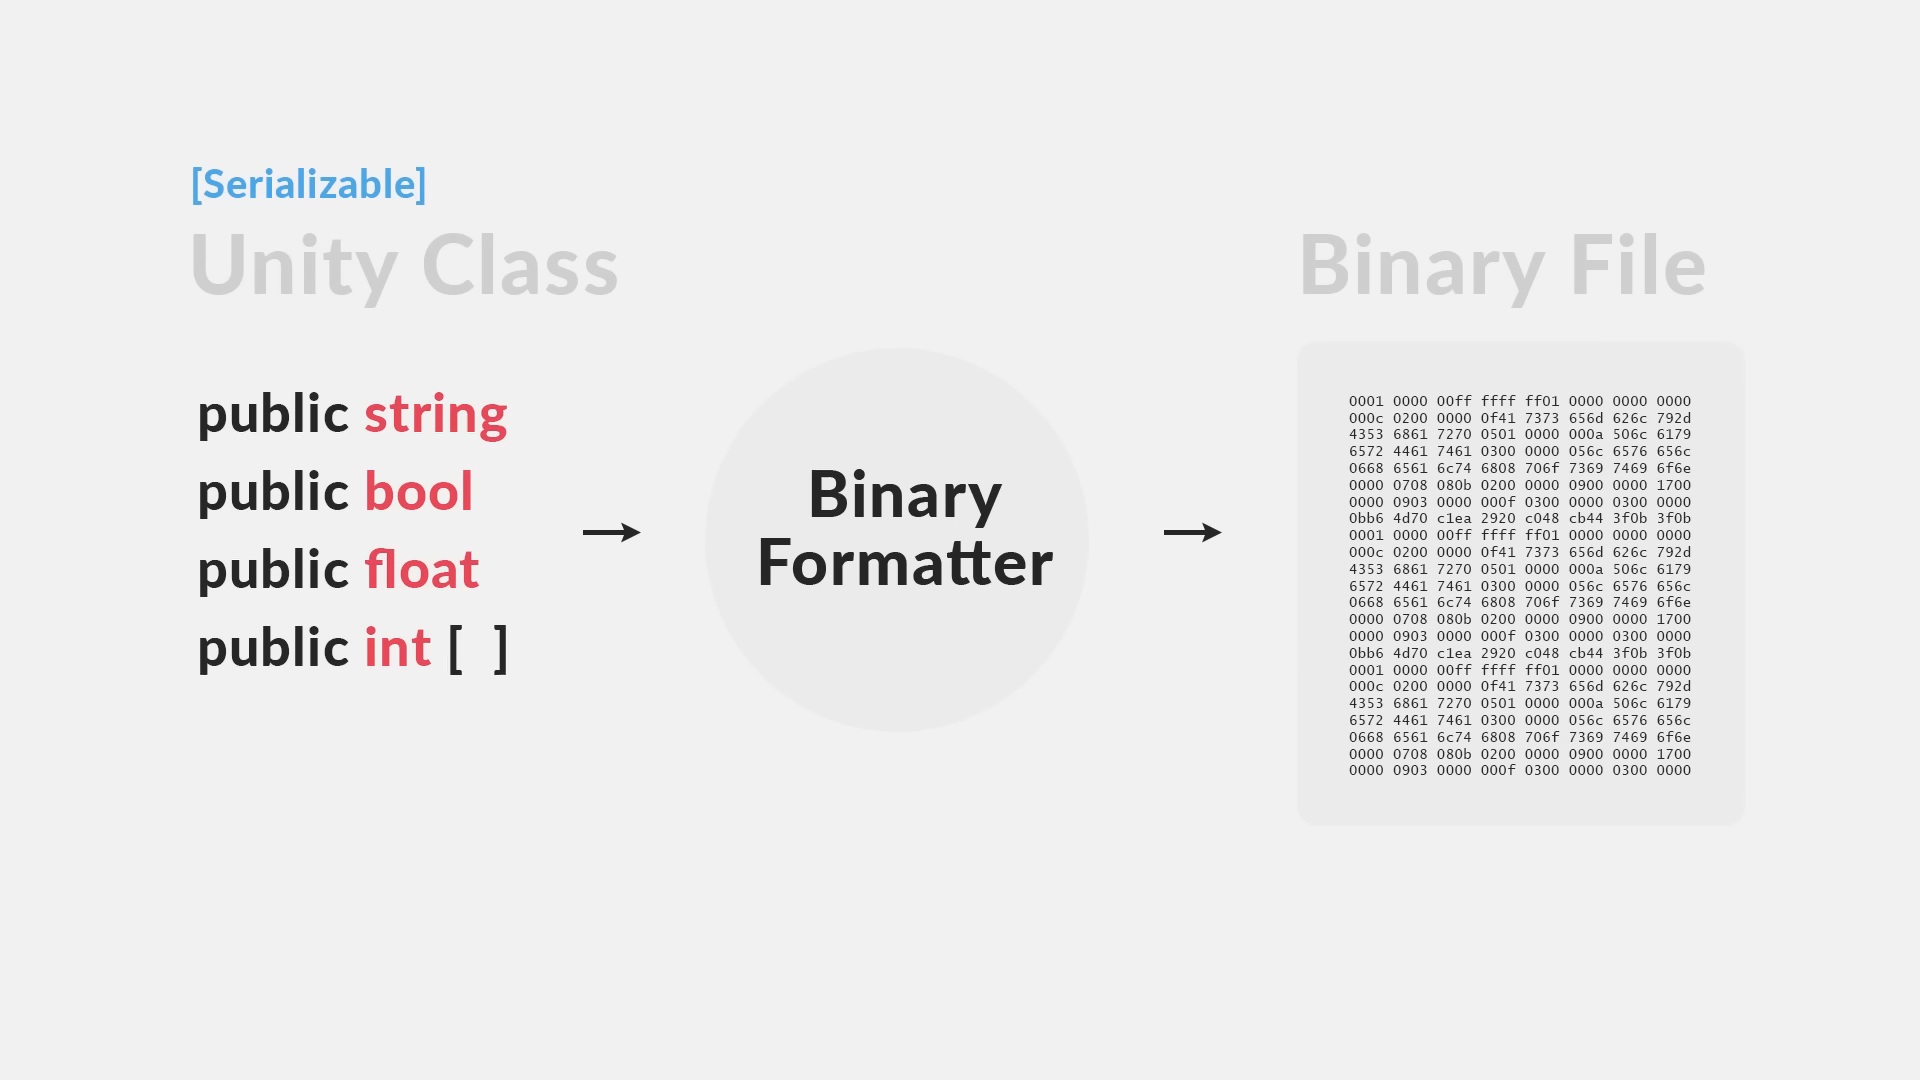 [Serializable]
Unity Class
public string
public bool
public float
public int [ ]
Binary
Formatter
Binary File
0001 0000 00ff ffff ff01 0000 0000 0000
000c 0200 0000 0f41 7373 656d 626c 792d
4353 6861 7270 0501 0000 000a 506c 6179
6572 4461 7461 0300 0000 056c 6576 656c
0668 6561 6c74 6808 706f 7369 7469 6f6e
0000 0708 080b 0200 0000 0900 0000 1700
0000 0903 0000 000f 0300 0000 0300 0000
0bb6 4d70 c1ea 2920 c048 cb44 3f0b 3f0b
0001 0000 00ff ffff ff01 0000 0000 0000
000c 0200 0000 0f41 7373 656d 626c 792d
4353 6861 7270 0501 0000 000a 506c 6179
6572 4461 7461 0300 0000 056c 6576 656c
0668 6561 6c74 6808 706f 7369 7469 6f6e
0000 0708 080b 0200 0000 0900 0000 1700
0000 0903 0000 000f 0300 0000 0300 0000
0bb6 4d70 c1ea 2920 c048 cb44 3f0b 3f0b
0001 0000 00ff ffff ff01 0000 0000 0000
000c 0200 0000 0f41 7373 656d 626c 792d
4353 6861 7270 0501 0000 000a 506c 6179
6572 4461 7461 0300 0000 056c 6576 656c
0668 6561 6c74 6808 706f 7369 7469 6f6e
0000 0708 080b 0200 0000 0900 0000 1700
0000 0903 0000 000f 0300 0000 0300 0000